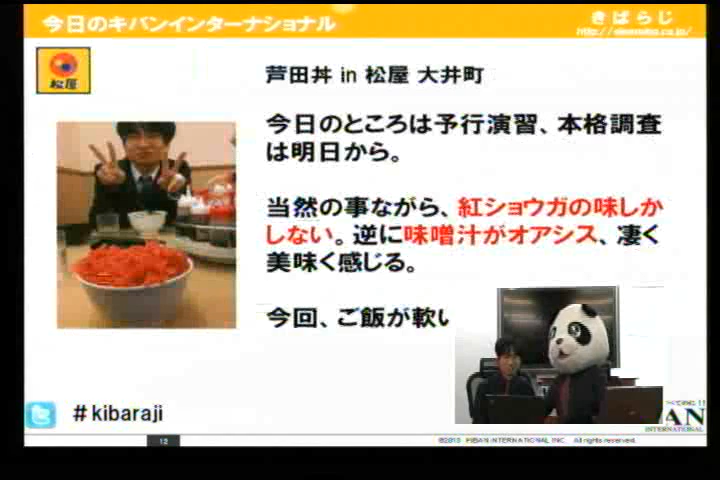 今日のキバンインターナショナル
きばらじ
松屋
芦田丼 in 松屋 大井町
今日のところは予行演習、本格調査
は明日から。
当然の事ながら、紅ショウガの味しか
しない。逆に味噌汁がオアシス、凄く
美味く感じる。
今回、ご飯が軟い
#kibaraji
12
©2013 KIBAN INTERNATIONAL INC. All rights reserved.
INTERNATIONAL